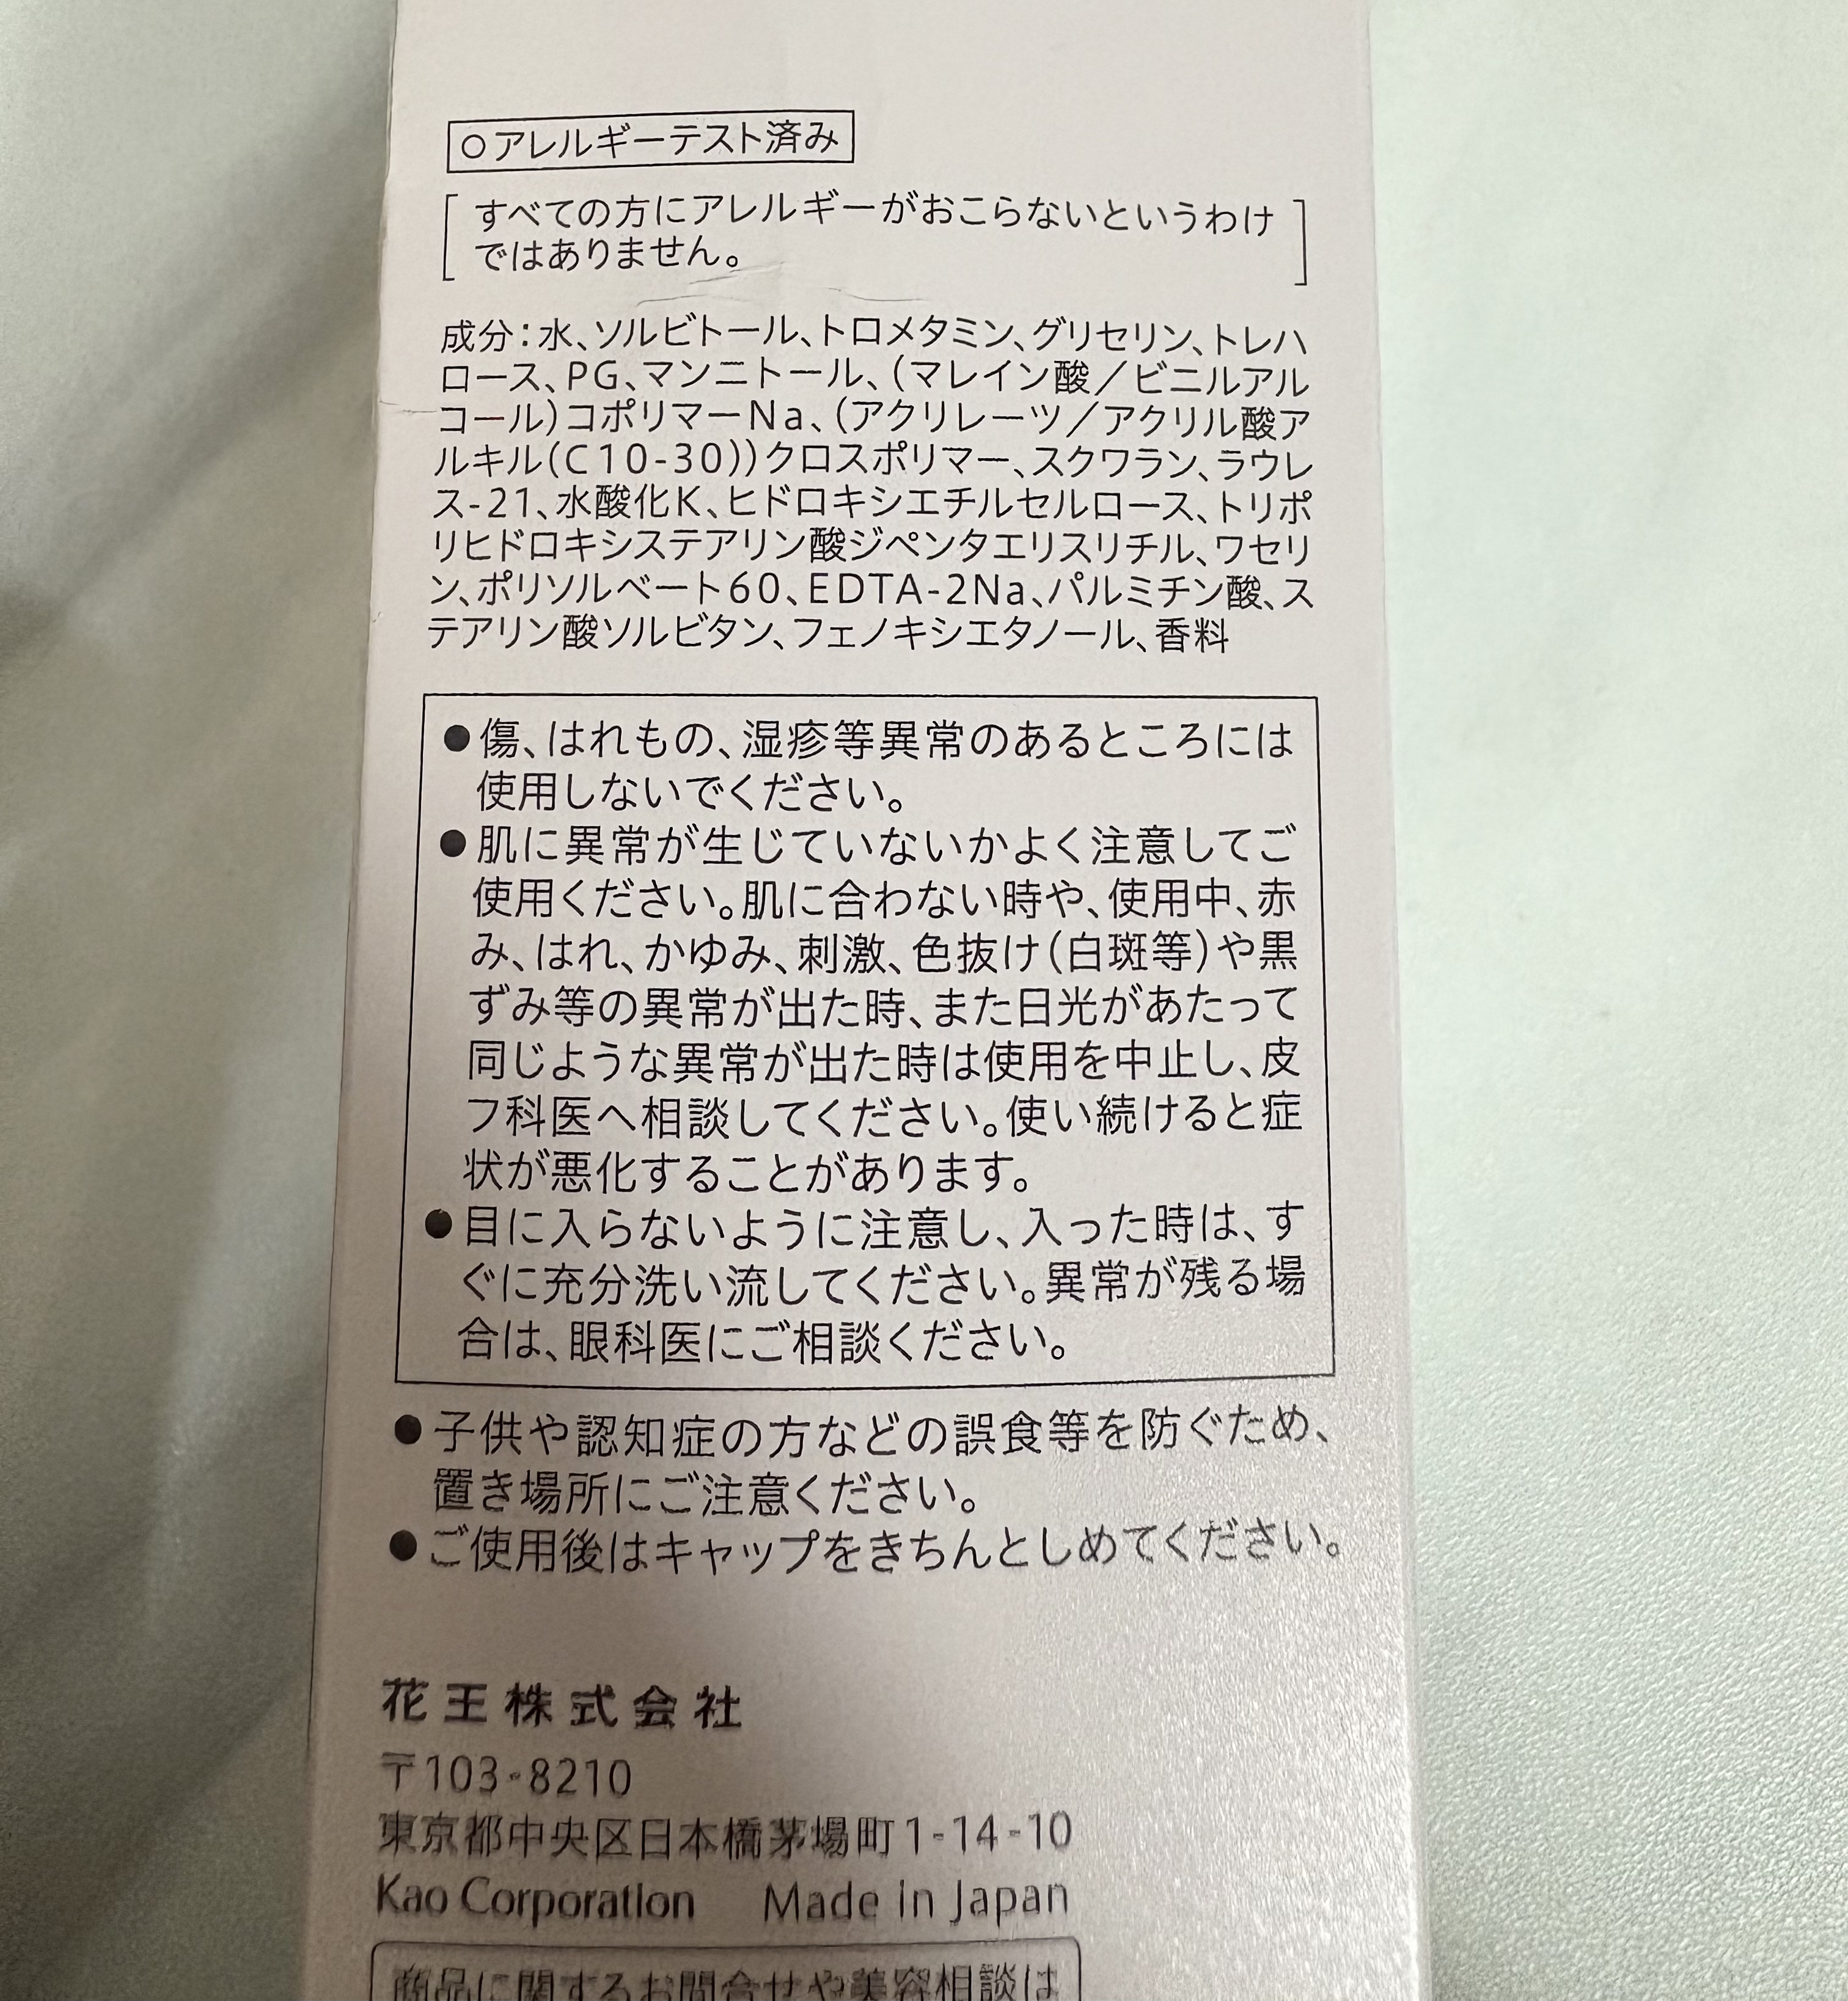 ○アレルギーテスト済み
すべての方にアレルギーがおこらないというわけ
ではありません。
成分：水、ソルビトール、トロメタミン、グリセリン、トレハ
ロース、PG、マンニトール、（マレイン酸／ビニルアル
コール）コポリマーNa、（アクリレーツ／アクリル酸ア
ルキル（C10-30））クロスポリマー、スクワラン、ラウレ
ス-21、水酸化K、ヒドロキシエチルセルロース、トリポ
リヒドロキシステアリン酸ジペンタエリスリチル、ワセリ
ン、ポリソルベート60、EDTA-2Na、パルミチン酸、ス
テアリン酸ソルビタン、フェノキシエタノール、香料
●傷、はれもの、湿疹等異常のあるところには
使用しないでください。
●肌に異常が生じていないかよく注意してご
使用ください。肌に合わない時や、使用中、赤
み、はれ、かゆみ、刺激、色抜け（白斑等）や黒
ずみ等の異常が出た時、また日光があたって
同じような異常が出た時は使用を中止し、皮
フ科医へ相談してください。使い続けると症
状が悪化することがあります。
●目に入らないように注意し、入った時は、す
ぐに充分洗い流してください。異常が残る場
合は、眼科医にご相談ください。
●子供や認知症の方などの誤食等を防ぐため、
置き場所にご注意ください。
●ご使用後はキャップをきちんとしめてください。
花王株式会社
〒103-8210
東京都中央区日本橋茅場町1-14-10
Kao Corporation Made in Japan
商品に関するお問合せや美容相談は